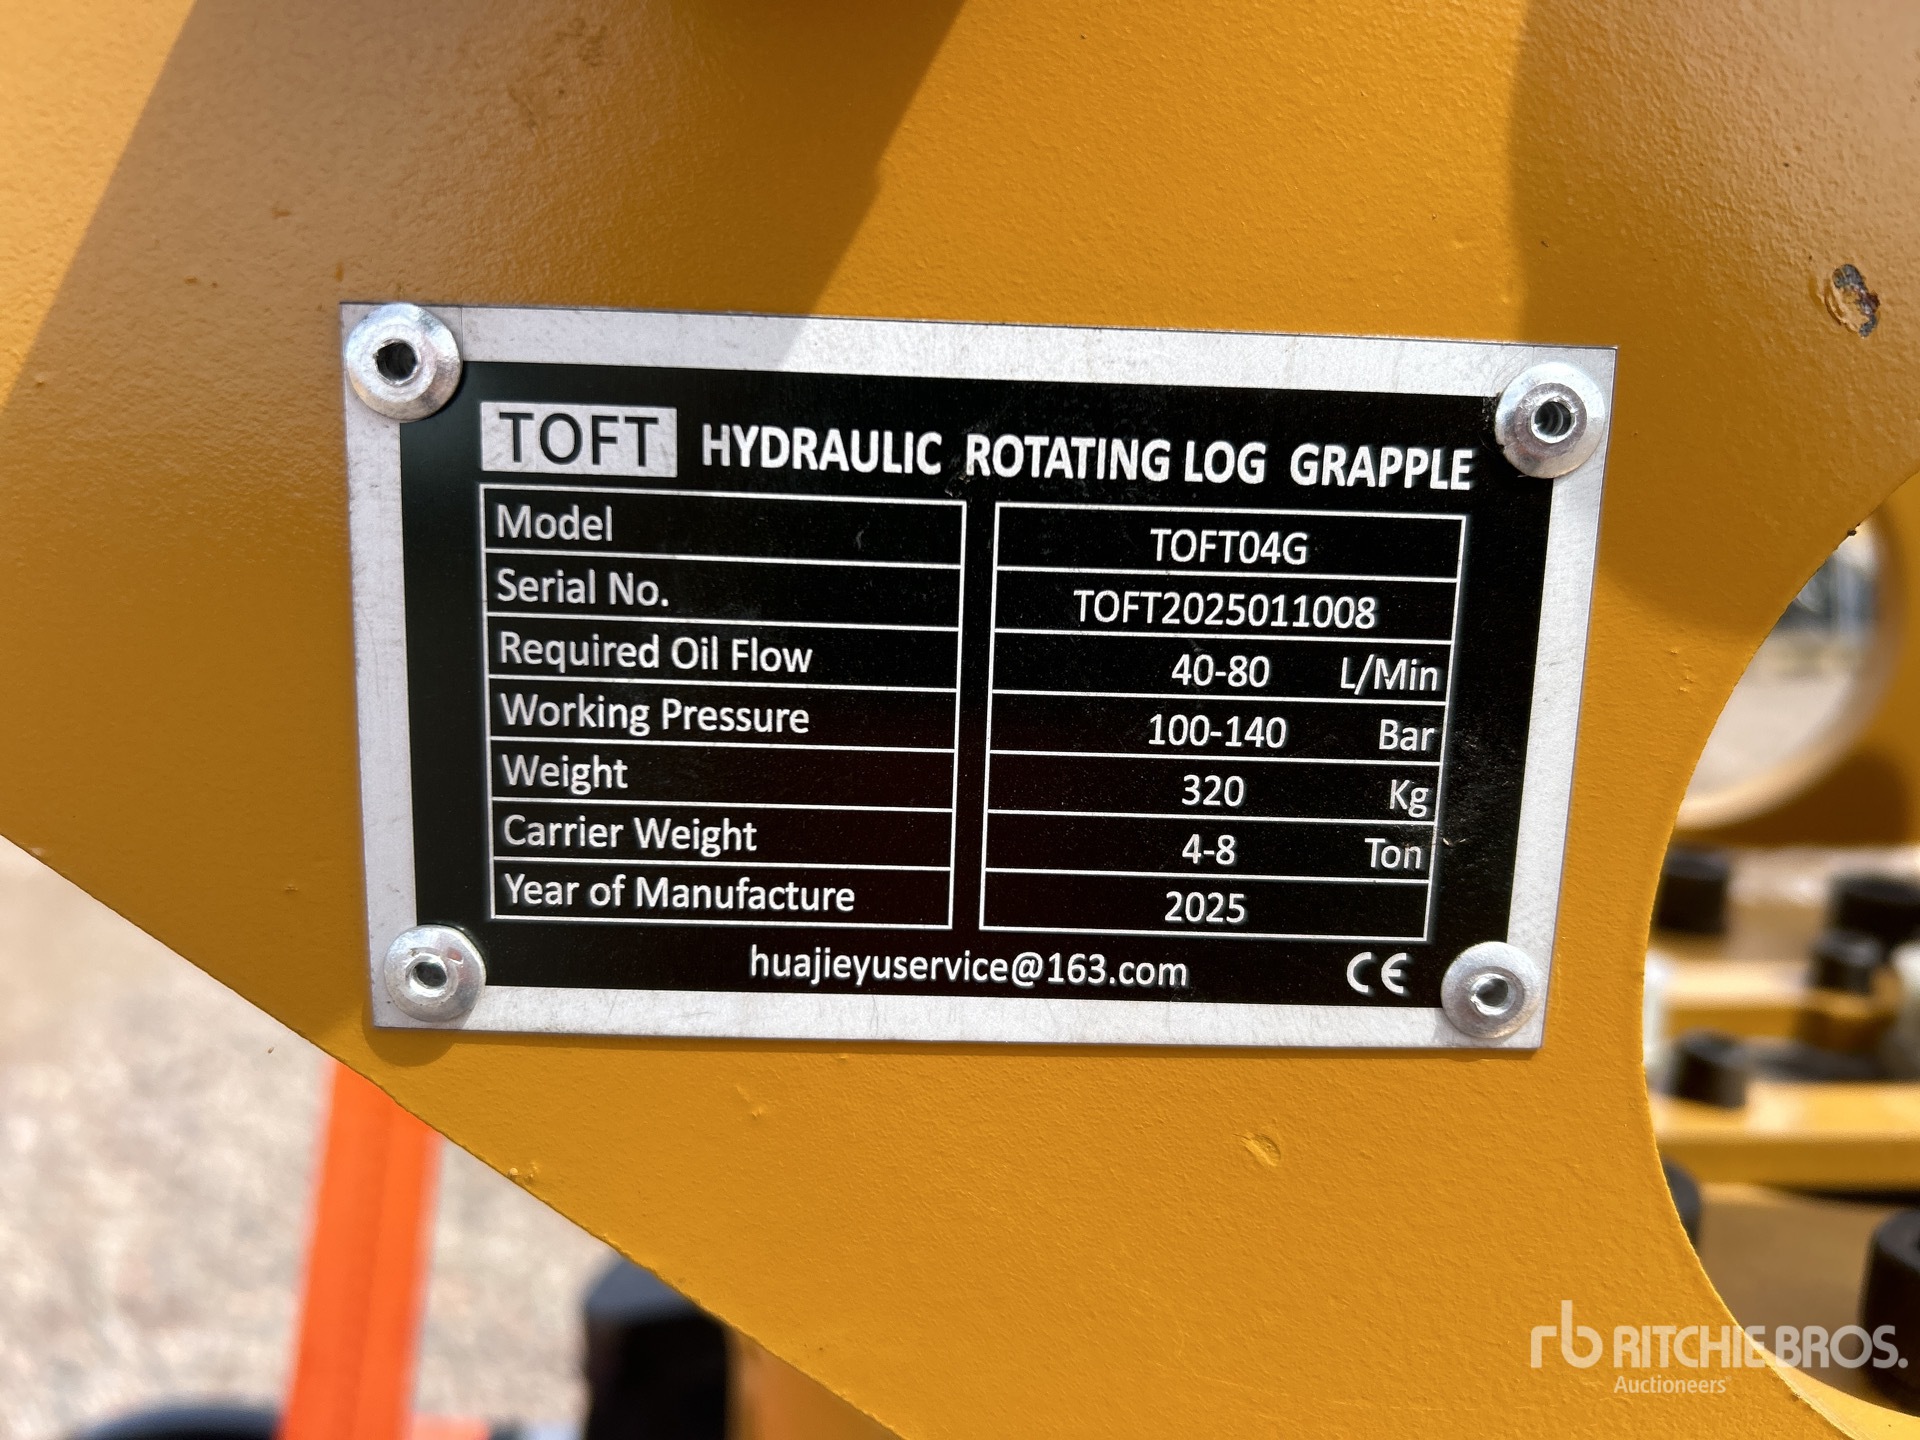 TOFT HYDRAULIC ROTATING LOG GRAPPLE
Model TOFT04G
Serial No. TOFT2025011008
Required Oil Flow 40-80 L/Min
Working Pressure 100-140 Bar
Weight 320 Kg
Carrier Weight 4-8 Ton
Year of Manufacture 2025
huajieyuservice@163.com CE
rb RITCHIE BROS.
Auctioneers